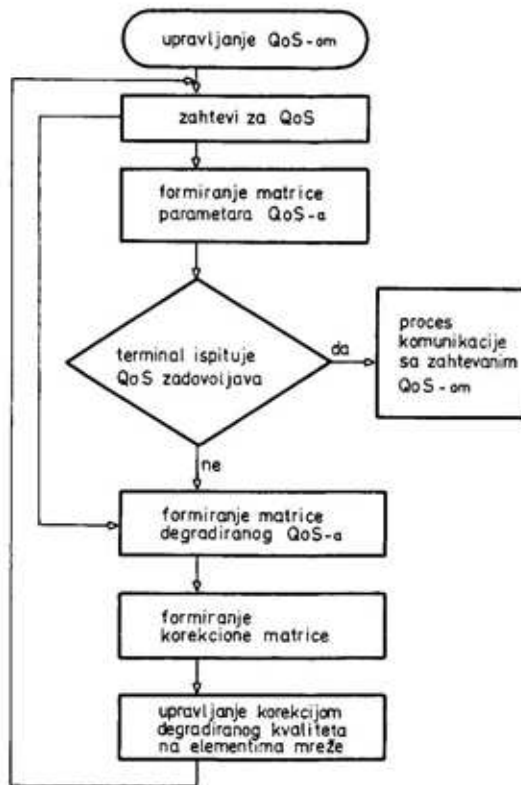 upravljanje QoS-om
zahtevi za QoS
formiranje matrice
parametara QoS-a
terminal ispituje
QoS zadovoljava
da
proces
komunikacije
sa zahtevanim
QoS-om
ne
formiranje matrice
degradiranog QoS-a
formiranje
korekcione matrice
upravljanje korekcijom
degradiranog kvaliteta
na elementima mreže